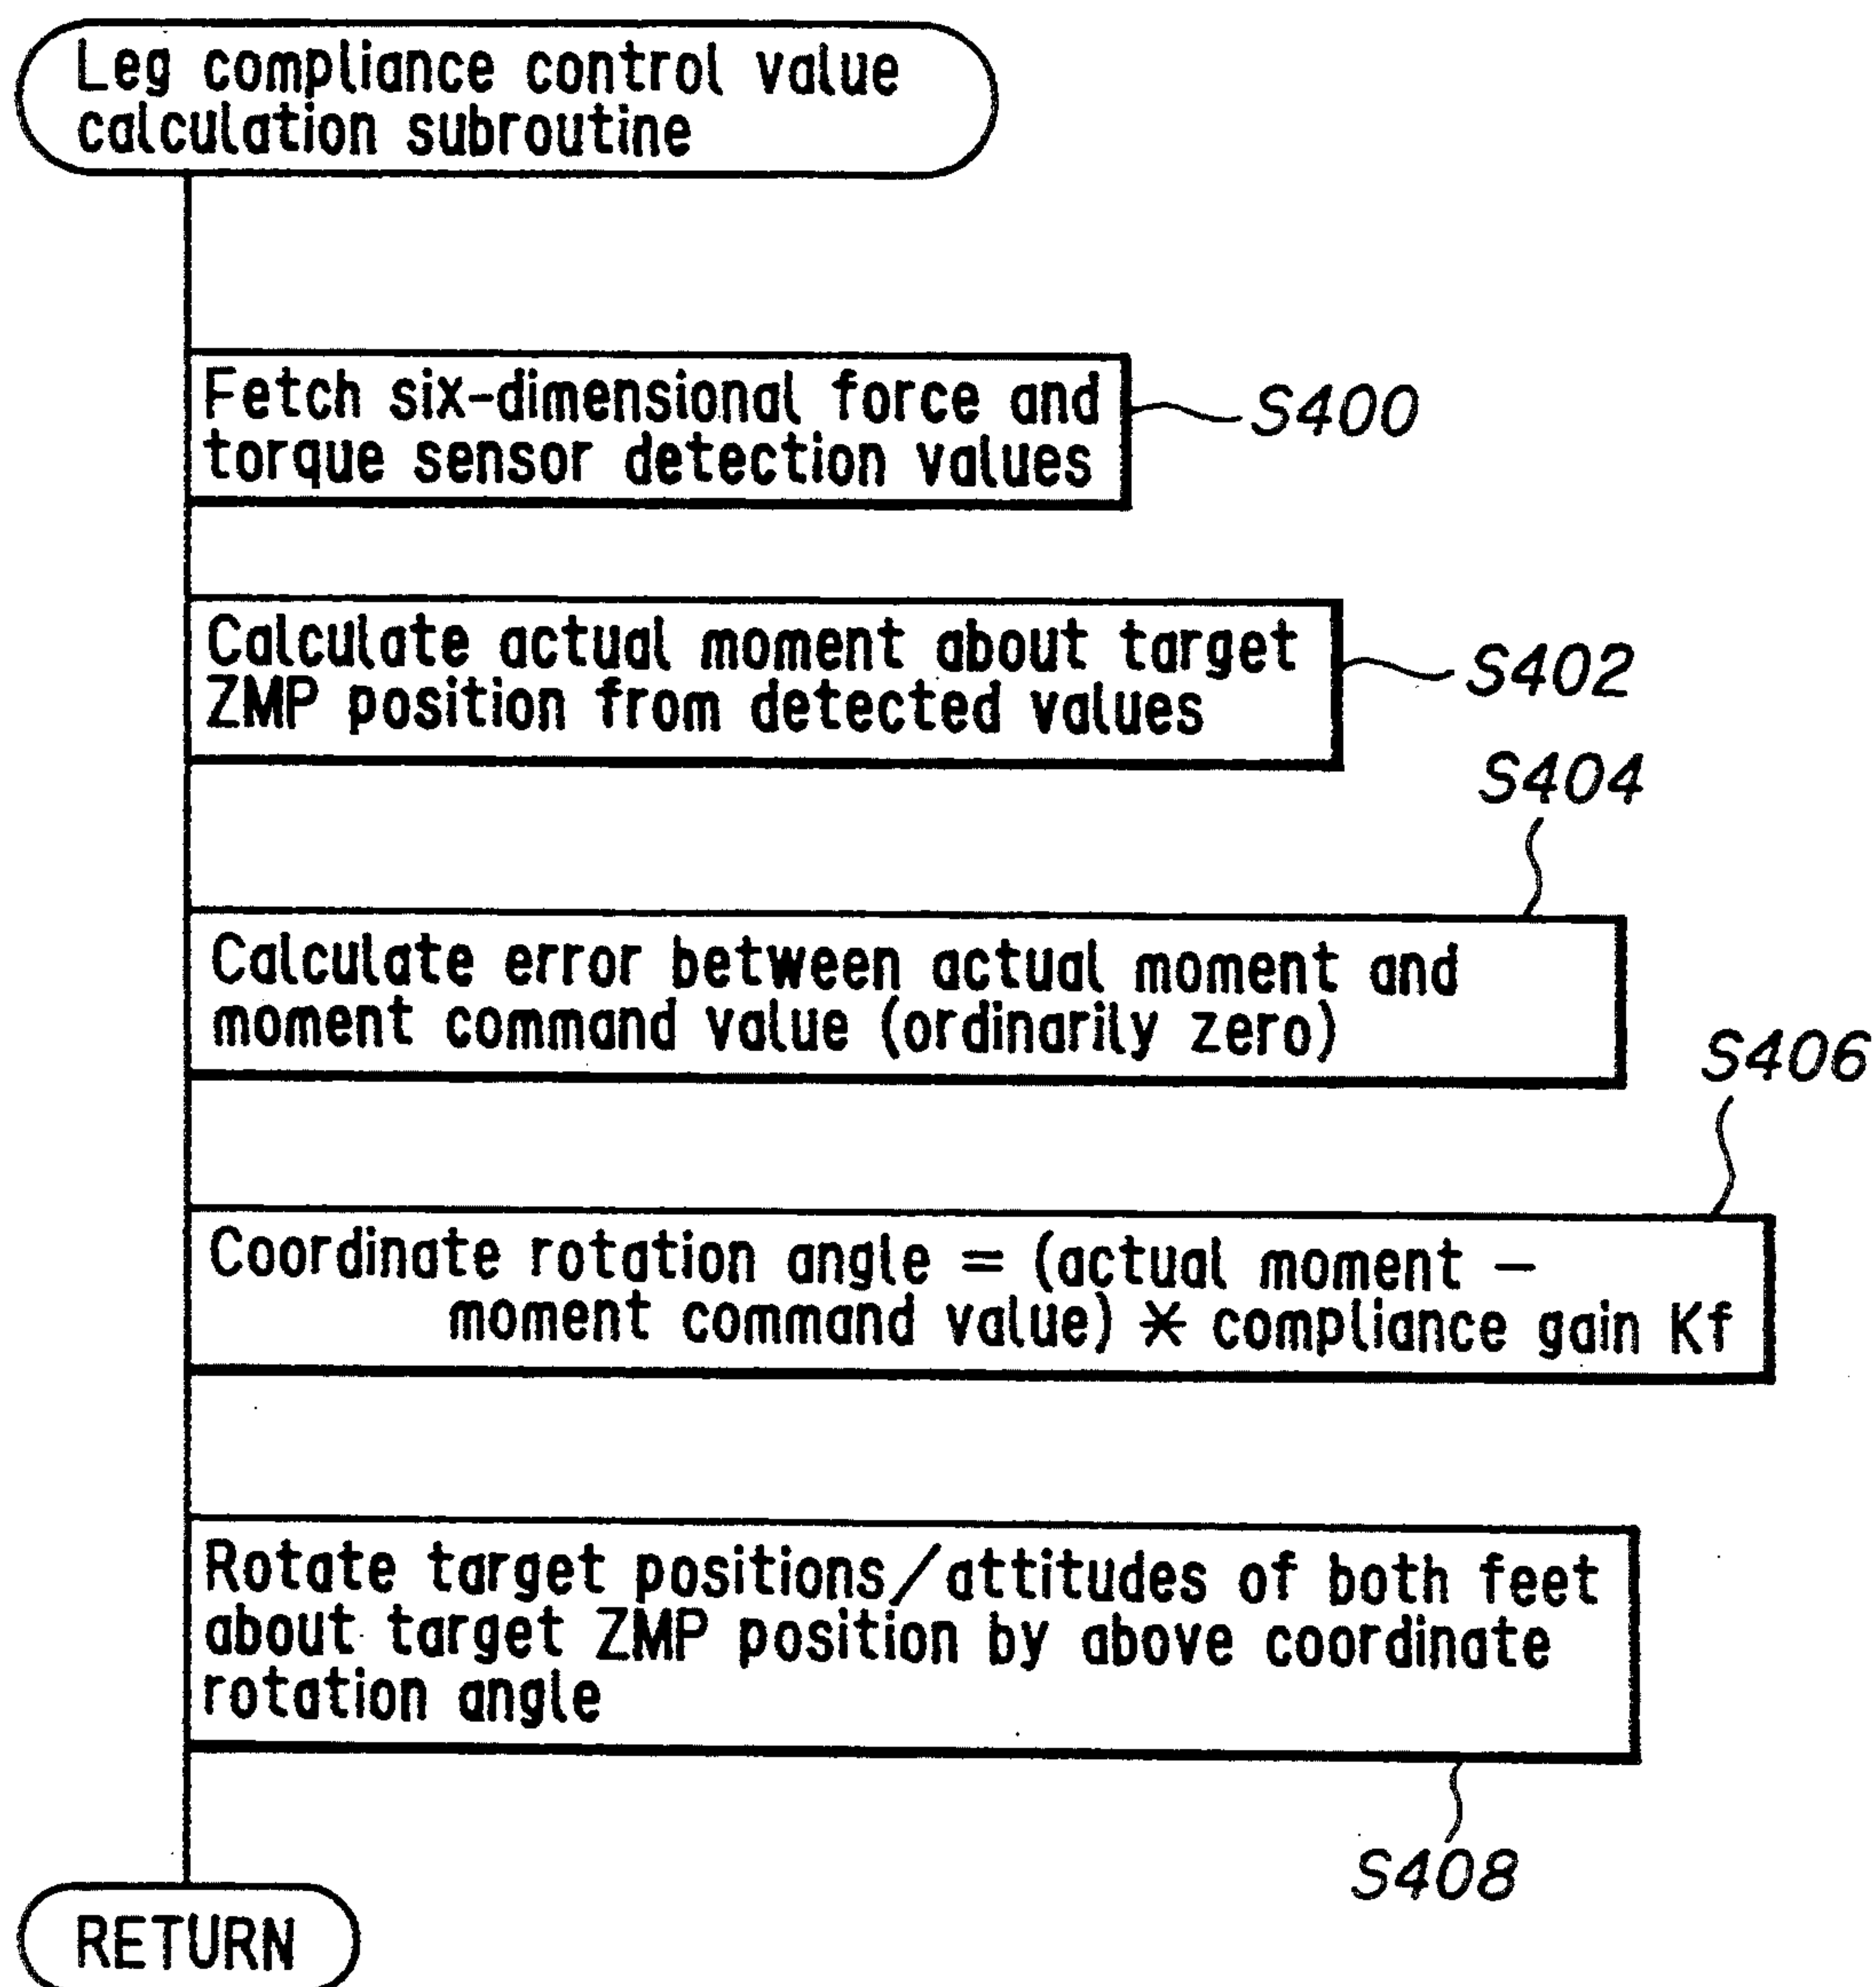 Leg compliance control value
calculation subroutine
Fetch six-dimensional force and
torque sensor detection values
S400
Calculate actual moment about target
ZMP position from detected values
S402
S404
Calculate error between actual moment and
moment command value (ordinarily zero)
S406
Coordinate rotation angle = (actual moment –
moment command value) * compliance gain Kf
Rotate target positions/attitudes of both feet
about target ZMP position by above coordinate
rotation angle
S408
RETURN